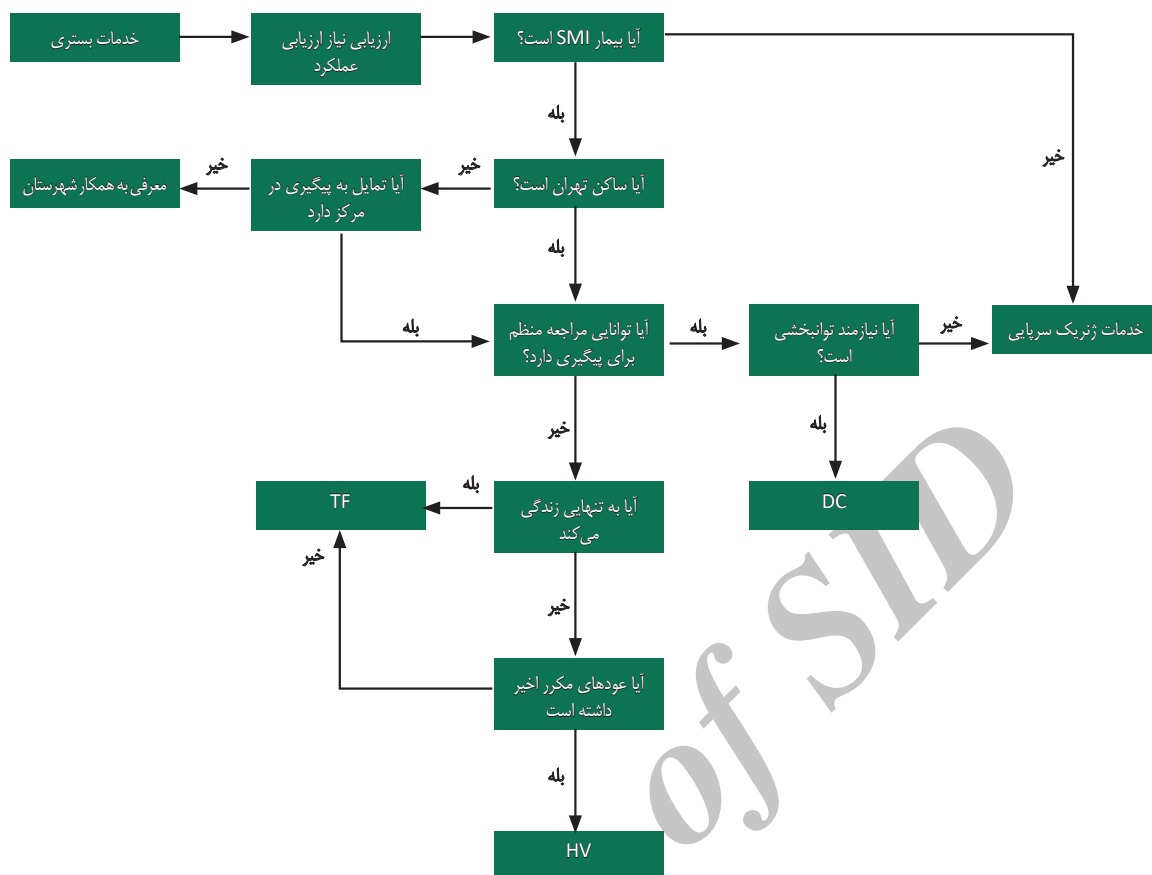 خدمات بستری
ارزیابی نیاز ارزیابی
عملکرد
آیا بیمار SMI است؟
بله
خیر
معرفی به همکار شهرستان
خیر
آیا تمایل به پیگیری در
مرکز دارد
خیر
آیا ساکن تهران است؟
بله
بله
آیا توانایی مراجعه منظم
برای پیگیری دارد؟
بله
آیا نیازمند توانبخشی
است؟
خیر
خدمات ژنریک سرپایی
خیر
بله
TF
بله
آیا به تنهایی زندگی
می‌کند
DC
خیر
خیر
آیا عودهای مکرر اخیر
داشته است
بله
HV
of SID